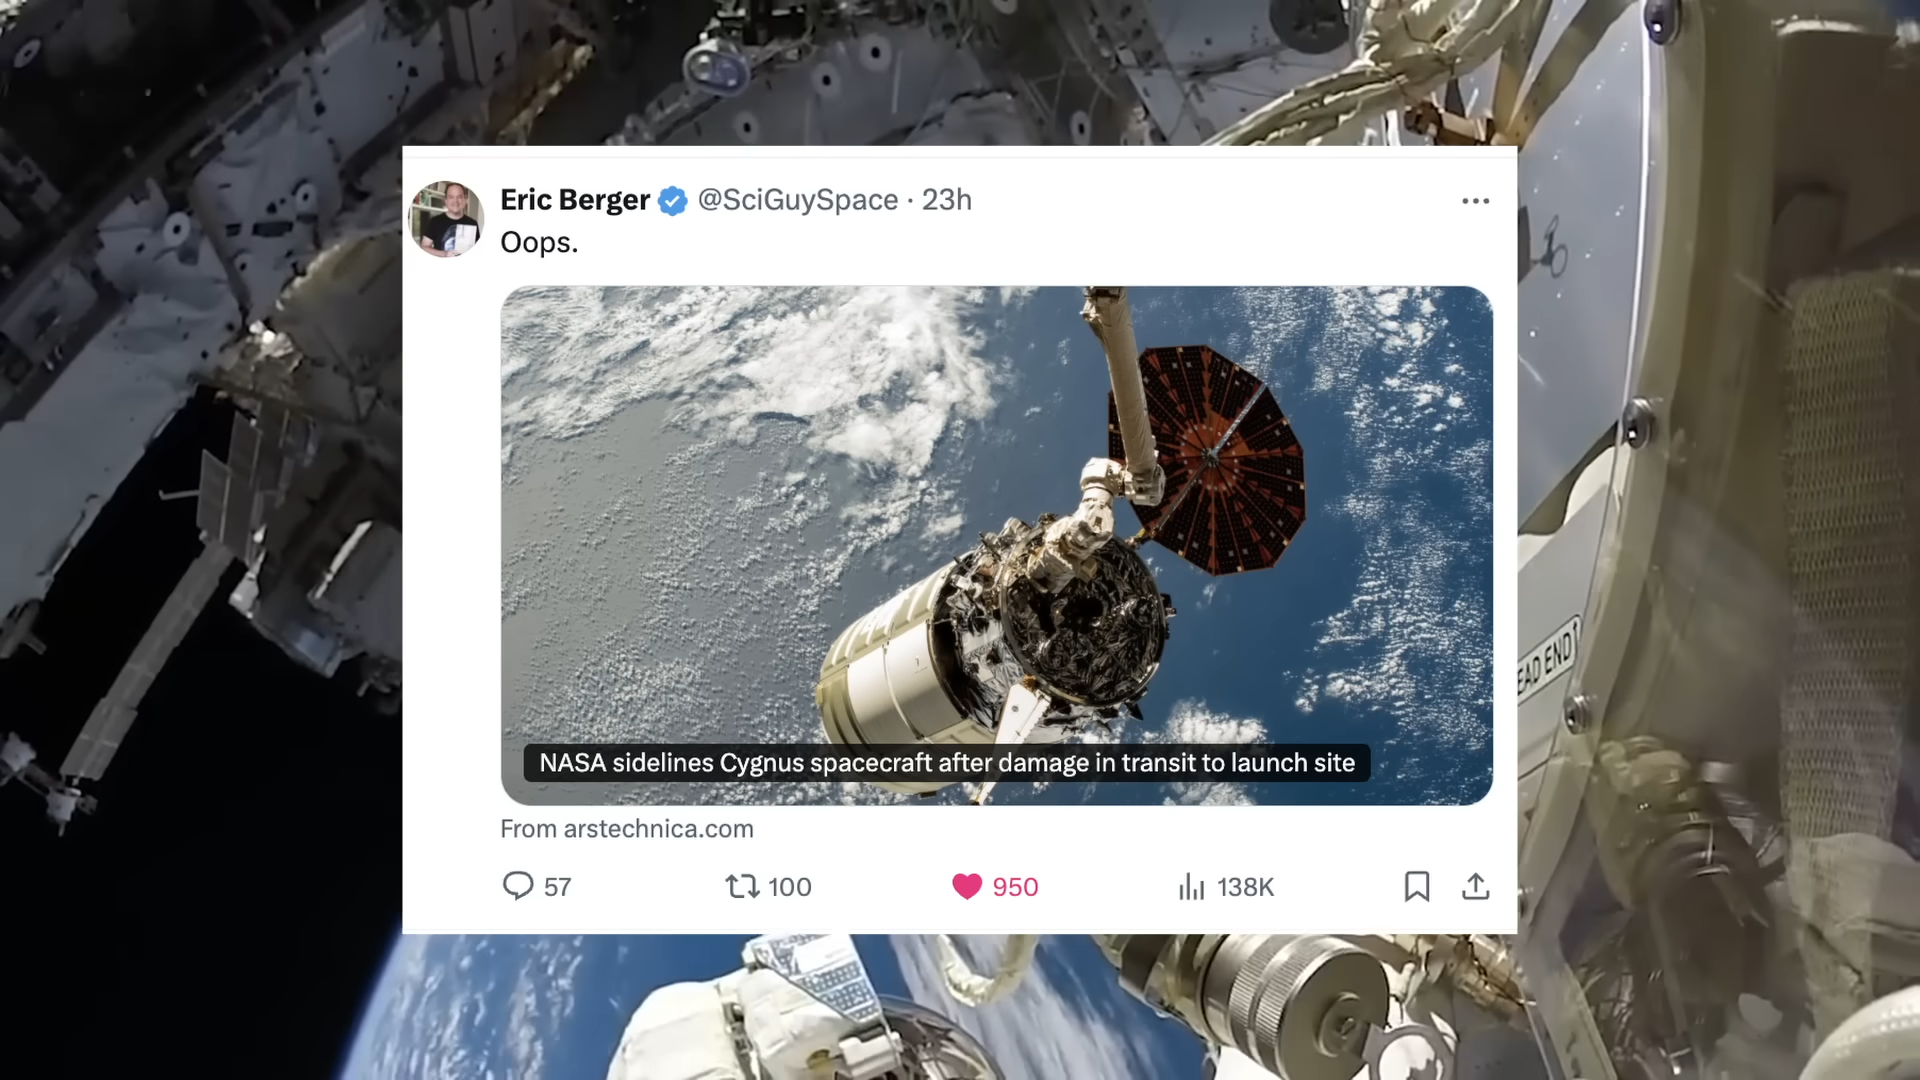 Eric Berger @SciGuySpace · 23h
Oops.
NASA sidelines Cygnus spacecraft after damage in transit to launch site
From arstechnica.com
57 100 950 138K
EAD END